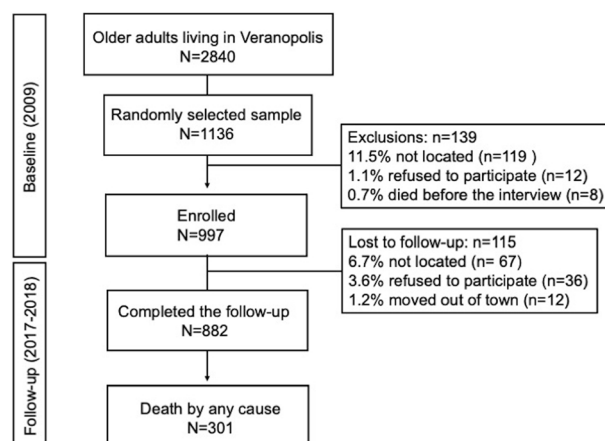 Baseline (2009)
Older adults living in Veranopolis
N=2840
Randomly selected sample
N=1136
Exclusions: n=139
11.5% not located (n=119 )
1.1% refused to participate (n=12)
0.7% died before the interview (n=8)
Enrolled
N=997
Lost to follow-up: n=115
6.7% not located (n= 67)
3.6% refused to participate (n=36)
1.2% moved out of town (n=12)
Follow-up (2017-2018)
Completed the follow-up
N=882
Death by any cause
N=301